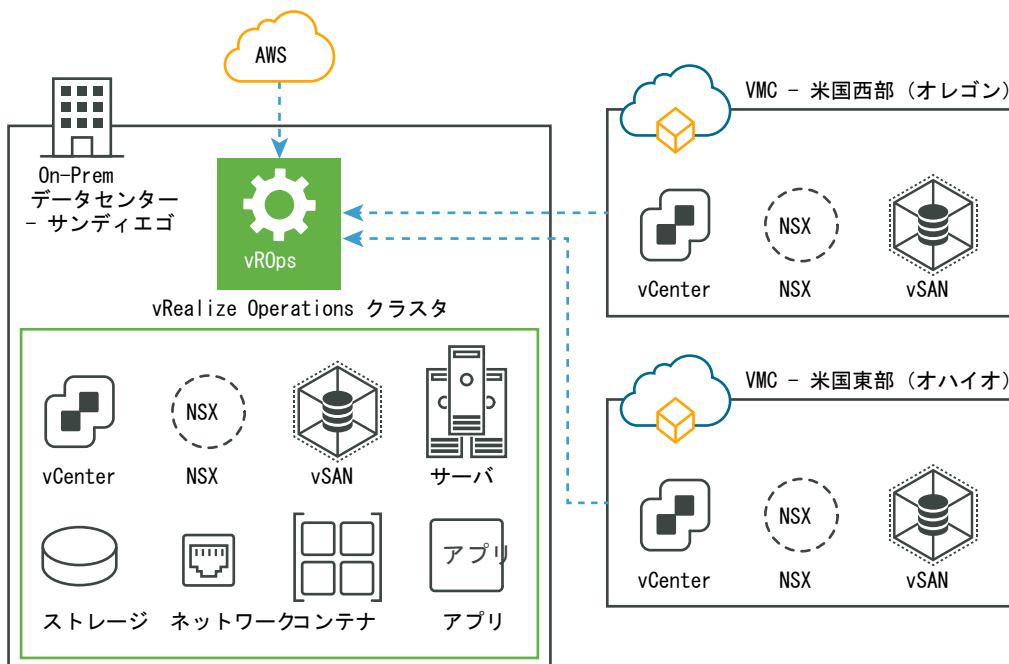 AWS
On-Prem
データセンター
- サンディエゴ
vROps
vRealize Operations クラスタ
vCenter
NSX
NSX
vSAN
サーバ
ストレージ
ネットワーク
コンテナ
アプリ
アプリ
VMC - 米国西部 (オレゴン)
vCenter
NSX
NSX
vSAN
VMC - 米国東部 (オハイオ)
vCenter
NSX
NSX
vSAN